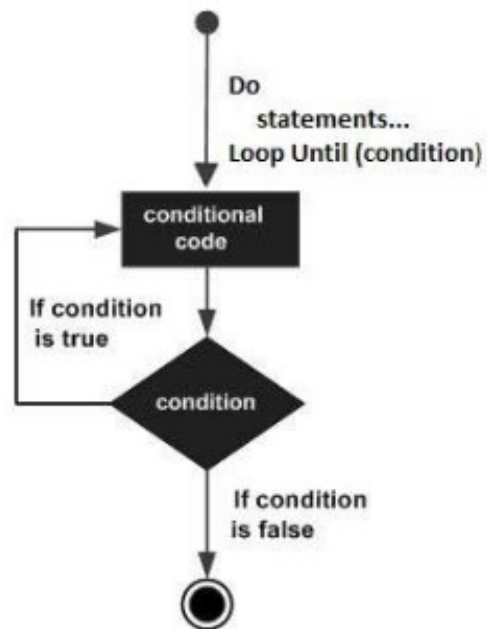 Do
statements...
Loop Until (condition)
conditional
code
If condition
is true
condition
If condition
is false